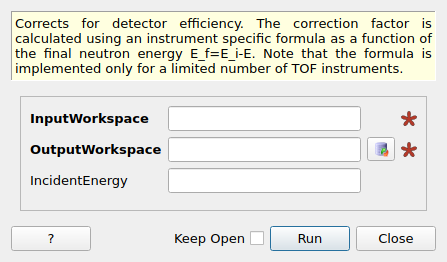 Corrects for detector efficiency. The correction factor is
calculated using an instrument specific formula as a function of
the final neutron energy E_f=E_i-E. Note that the formula is
implemented only for a limited number of TOF instruments.
InputWorkspace *
OutputWorkspace *
IncidentEnergy
? Keep Open Run Close